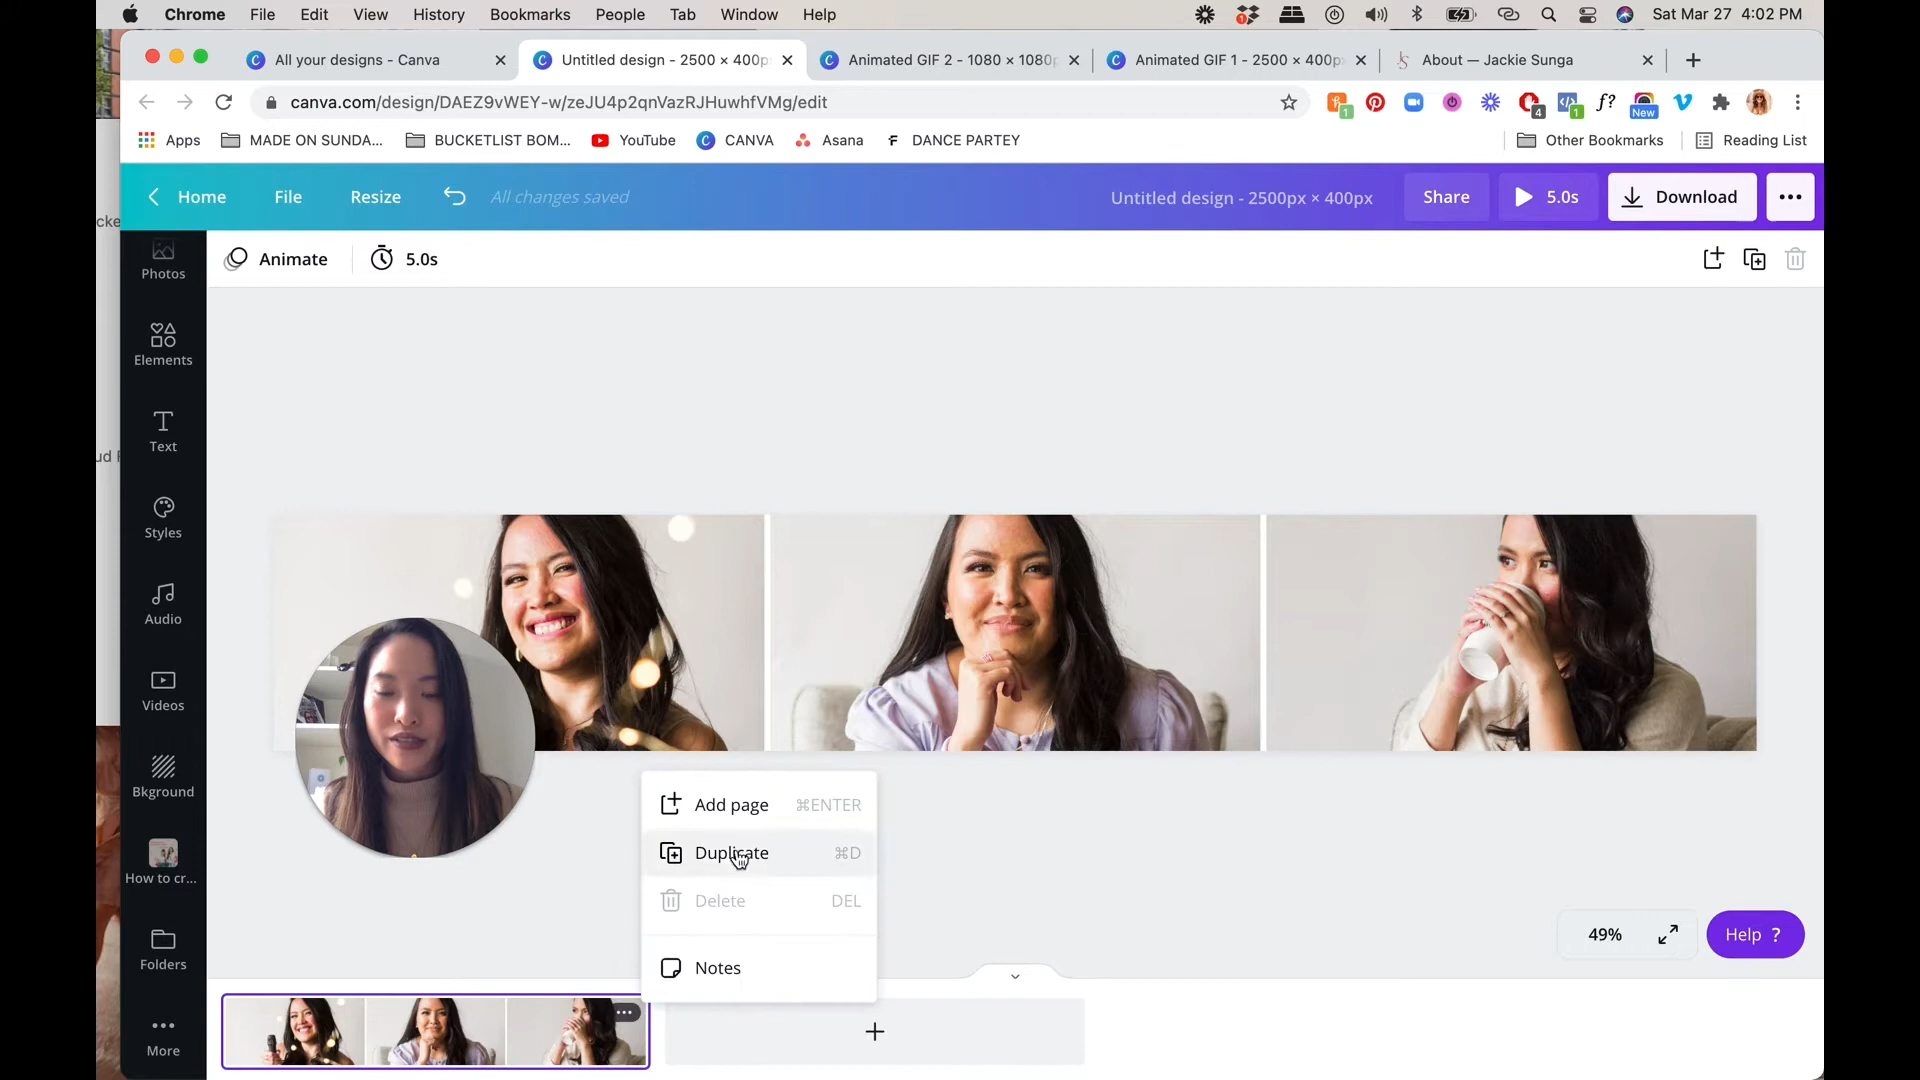 Chrome File Edit View History Bookmarks People Tab Window Help Sat Mar 27 4:02 PM
All your designs - Canva Untitled design - 2500 × 400p Animated GIF 2 - 1080 × 1080p Animated GIF 1 - 2500 × 400p About — Jackie Sunga
canva.com/design/DAEZ9vWEY-w/zeJU4p2qnVazRJHuwhfVMg/edit
1 4 1 f? New
Apps MADE ON SUNDA... BUCKETLIST BOM... YouTube CANVA Asana DANCE PARTEY Other Bookmarks Reading List
Home File Resize All changes saved Untitled design - 2500px × 400px Share 5.0s Download
Animate 5.0s
Photos
Elements
Text
Styles
Audio
Videos
Bkground
How to cr...
Folders
More
Add page ⌘ENTER
Duplicate ⌘D
Delete DEL
Notes
49% Help ?